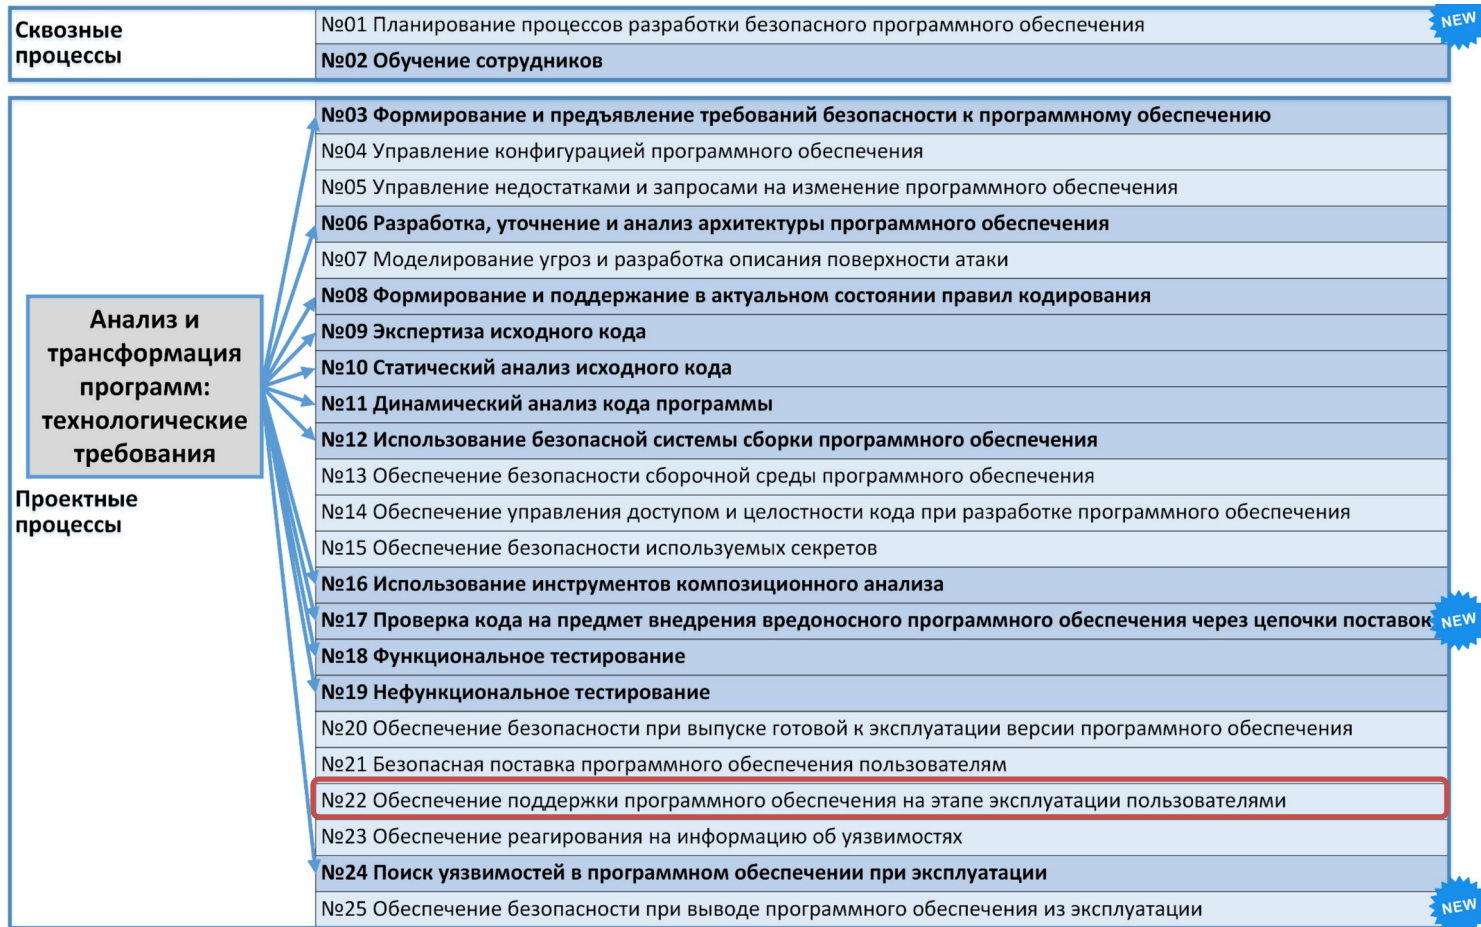 Сквозные
процессы
№01 Планирование процессов разработки безопасного программного обеспечения
NEW
№02 Обучение сотрудников
№03 Формирование и предъявление требований безопасности к программному обеспечению
№04 Управление конфигурацией программного обеспечения
№05 Управление недостатками и запросами на изменение программного обеспечения
№06 Разработка, уточнение и анализ архитектуры программного обеспечения
№07 Моделирование угроз и разработка описания поверхности атаки
№08 Формирование и поддержание в актуальном состоянии правил кодирования
№09 Экспертиза исходного кода
№10 Статический анализ исходного кода
№11 Динамический анализ кода программы
№12 Использование безопасной системы сборки программного обеспечения
№13 Обеспечение безопасности сборочной среды программного обеспечения
№14 Обеспечение управления доступом и целостности кода при разработке программного обеспечения
№15 Обеспечение безопасности используемых секретов
№16 Использование инструментов композиционного анализа
№17 Проверка кода на предмет внедрения вредоносного программного обеспечения через цепочки поставок
NEW
№18 Функциональное тестирование
№19 Нефункциональное тестирование
№20 Обеспечение безопасности при выпуске готовой к эксплуатации версии программного обеспечения
№21 Безопасная поставка программного обеспечения пользователям
№22 Обеспечение поддержки программного обеспечения на этапе эксплуатации пользователями
№23 Обеспечение реагирования на информацию об уязвимостях
№24 Поиск уязвимостей в программном обеспечении при эксплуатации
№25 Обеспечение безопасности при выводе программного обеспечения из эксплуатации
NEW
Анализ и
трансформация
программ:
технологические
требования
Проектные
процессы